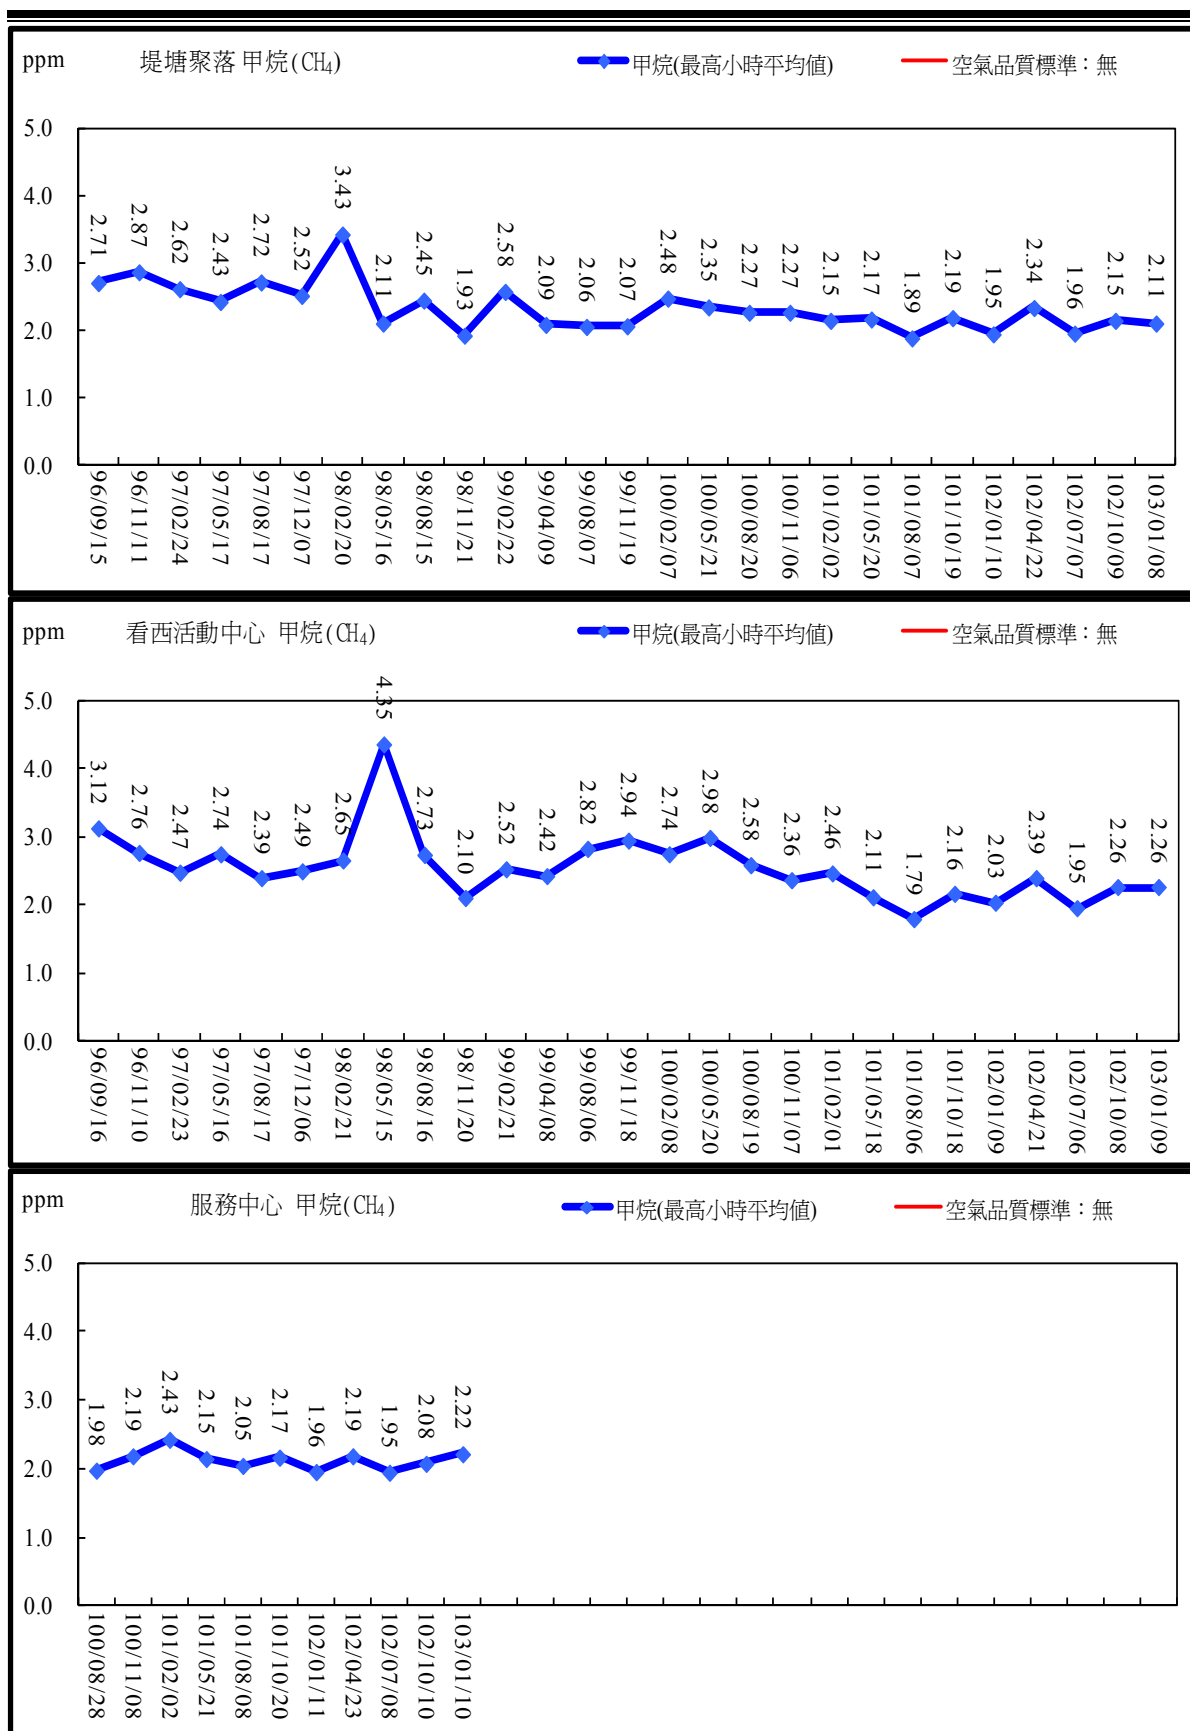 ppm 堤塘聚落 甲烷(CH₄) 甲烷(最高小時平均值) 空氣品質標準：無
5.0
4.0
3.0
2.0
1.0
0.0
2.71 2.87 2.62 2.43 2.72 2.52 3.43 2.11 2.45 1.93 2.58 2.09 2.06 2.07 2.48 2.35 2.27 2.27 2.15 2.17 1.89 2.19 1.95 2.34 1.96 2.15 2.11
96/09/15 96/11/11 97/02/24 97/05/17 97/08/17 97/12/07 98/02/20 98/05/16 98/08/15 98/11/21 99/02/22 99/04/09 99/08/07 99/11/19 100/02/07 100/05/21 100/08/20 100/11/06 101/02/02 101/05/20 101/08/07 101/10/19 102/01/10 102/04/22 102/07/07 102/10/09 103/01/08
ppm 看西活動中心 甲烷(CH₄) 甲烷(最高小時平均值) 空氣品質標準：無
5.0
4.0
3.0
2.0
1.0
0.0
3.12 2.76 2.47 2.74 2.39 2.49 2.65 4.35 2.73 2.10 2.52 2.42 2.82 2.94 2.74 2.98 2.58 2.36 2.46 2.11 1.79 2.16 2.03 2.39 1.95 2.26 2.26
96/09/16 96/11/10 97/02/23 97/05/16 97/08/17 97/12/06 98/02/21 98/05/15 98/08/16 98/11/20 99/02/21 99/04/08 99/08/06 99/11/18 100/02/08 100/05/20 100/08/19 100/11/07 101/02/01 101/05/18 101/08/06 101/10/18 102/01/09 102/04/21 102/07/06 102/10/08 103/01/09
ppm 服務中心 甲烷(CH₄) 甲烷(最高小時平均值) 空氣品質標準：無
5.0
4.0
3.0
2.0
1.0
0.0
1.98 2.19 2.43 2.15 2.05 2.17 1.96 2.19 1.95 2.08 2.22
100/08/28 100/11/08 101/02/02 101/05/21 101/08/08 101/10/20 102/01/11 102/04/23 102/07/08 102/10/10 103/01/10